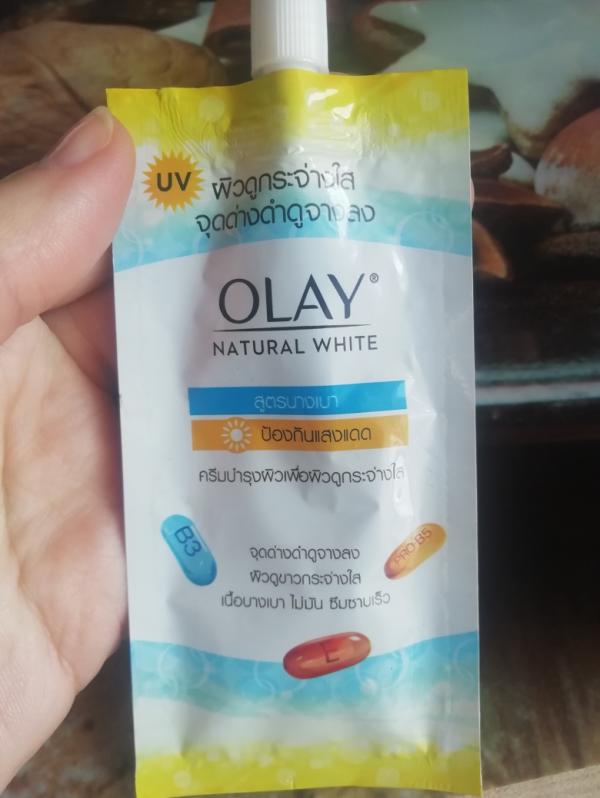 UV
ผิวดูกระจ่างใส
จุดด่างดำดูจางลง
OLAY®
NATURAL WHITE
สูตรบางเบา
ป้องกันแสงแดด
ครีมบำรุงผิวเพื่อผิวดูกระจ่างใส
B3
PRO-B5
จุดด่างดำดูจางลง
ผิวดูขาวกระจ่างใส
เนื้อบางเบา ไม่มัน ซึมซาบเร็ว
E